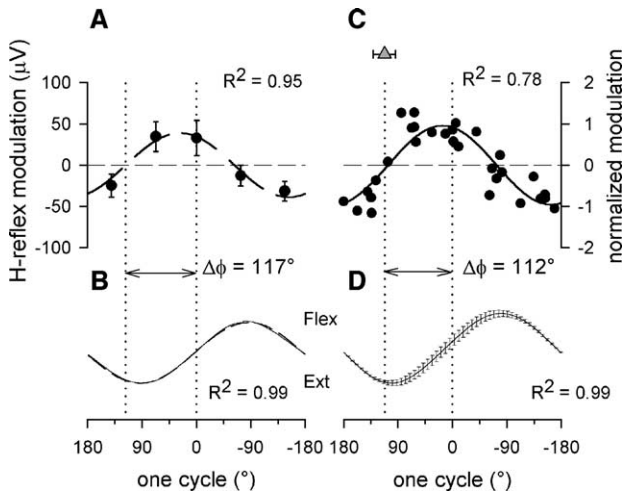 A
C
H-reflex modulation (μV)
100
50
0
-50
-100
R² = 0.95
R² = 0.78
2
1
0
-1
-2
normalized modulation
Δϕ = 117°
Δϕ = 112°
B
D
Flex
Ext
R² = 0.99
R² = 0.99
180 90 0 -90 -180
180 90 0 -90 -180
one cycle (°)
one cycle (°)